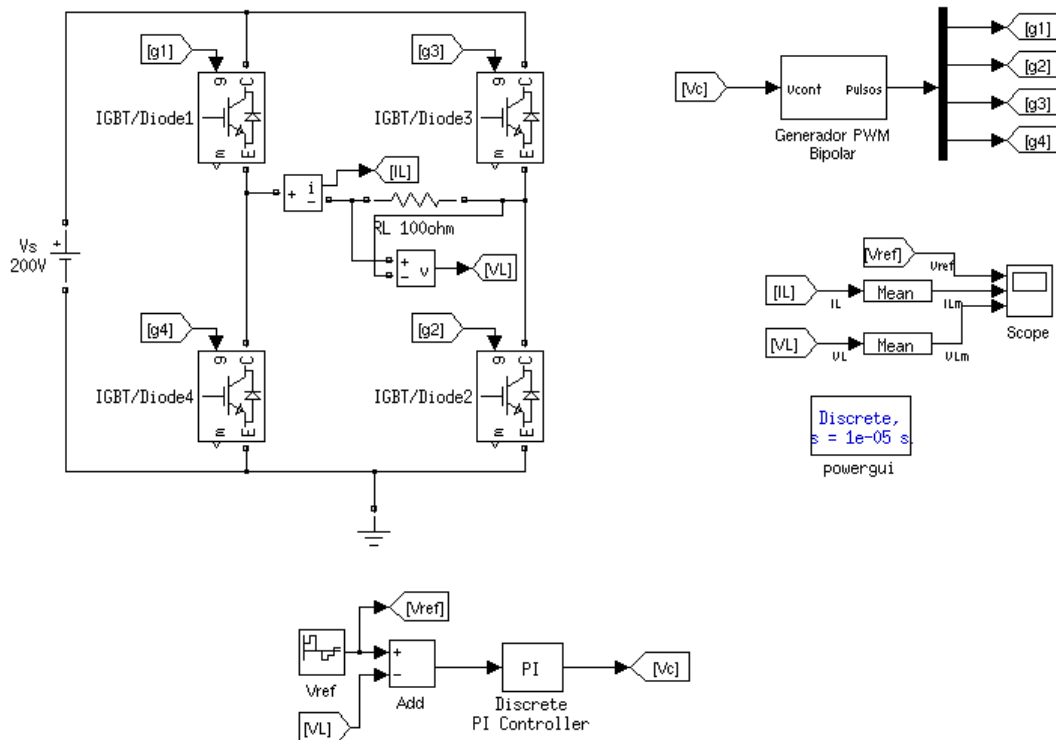 [g1]
[g3]
g C
IGBT/Diode1
m E
g C
IGBT/Diode3
m E
[IL]
+ i
-
RL 100ohm
+
- v
[VL]
Vs
200V
+
[g4]
[g2]
g C
IGBT/Diode4
m E
g C
IGBT/Diode2
m E
[Vc]
Vcont Pulsos
Generador PWM
Bipolar
[g1]
[g2]
[g3]
[g4]
[Vref]
Vref
[IL]
IL
Mean
ILm
[VL]
VL
Mean
VLm
Scope
Discrete,
s = 1e-05 s
powergui
[Vref]
Vref
+
-
Add
[VL]
PI
Discrete
PI Controller
[Vc]